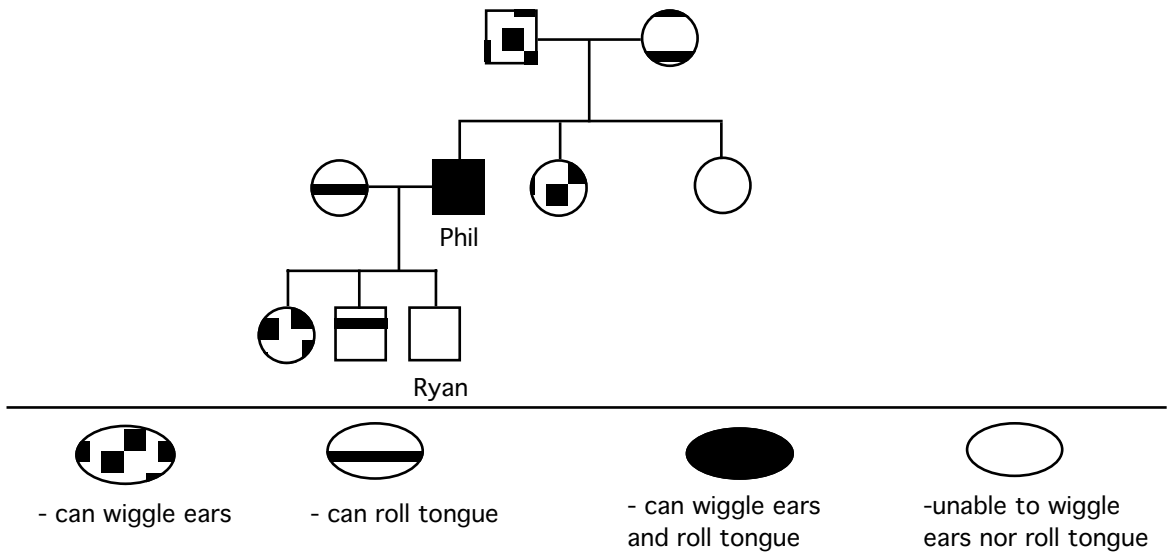 Phil
Ryan
- can wiggle ears
- can roll tongue
- can wiggle ears
and roll tongue
-unable to wiggle
ears nor roll tongue